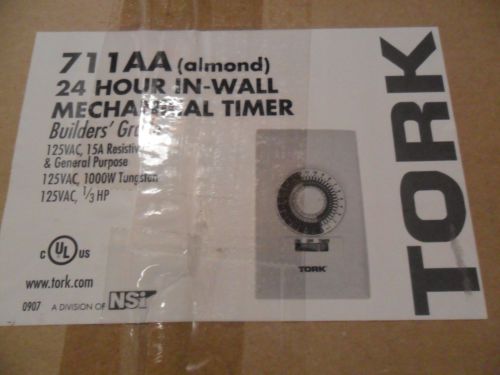 711AA (almond)
24 HOUR IN-WALL
MECHANICAL TIMER
Builders' Grade
125VAC, 15A Resistive
& General Purpose
125VAC, 1000W Tungsten
125VAC, 1/3 HP
C UL US
www.tork.com
0907 A DIVISION OF NSi
TORK
TORK